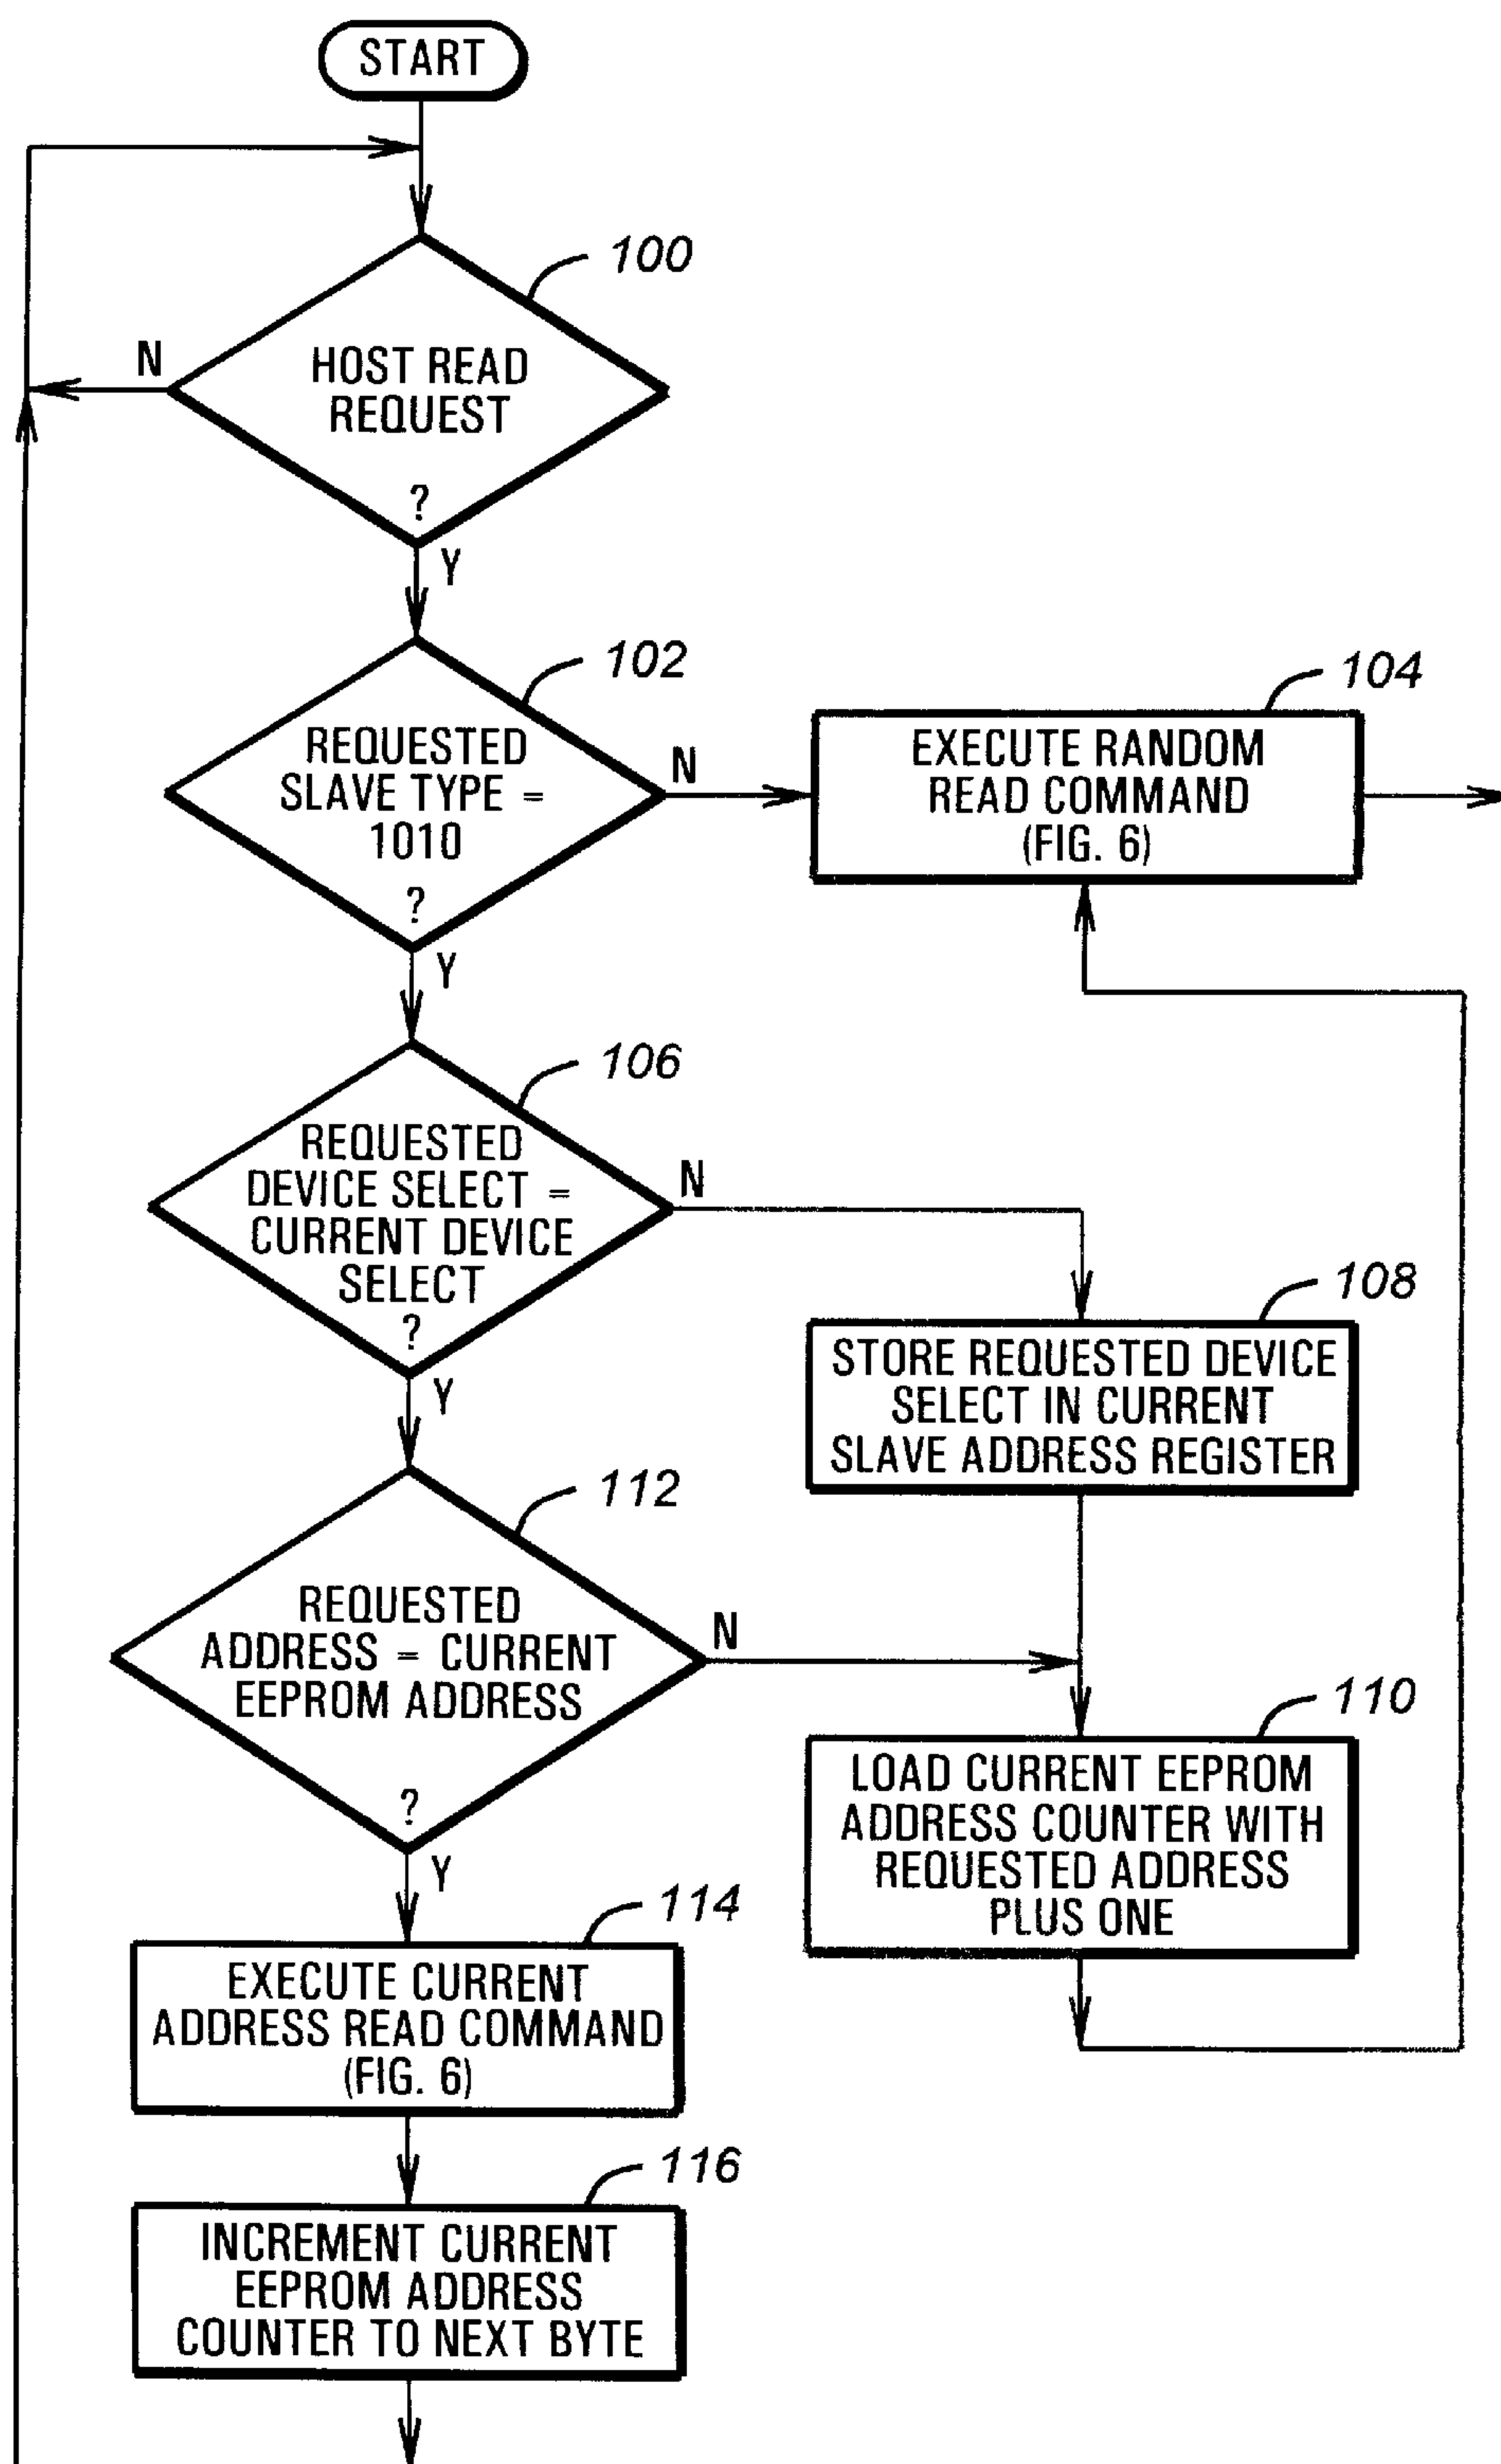 START
100
HOST READ
REQUEST
?
N
Y
102
REQUESTED
SLAVE TYPE =
1010
?
N
Y
104
EXECUTE RANDOM
READ COMMAND
(FIG. 6)
106
REQUESTED
DEVICE SELECT =
CURRENT DEVICE
SELECT
?
N
Y
108
STORE REQUESTED DEVICE
SELECT IN CURRENT
SLAVE ADDRESS REGISTER
112
REQUESTED
ADDRESS = CURRENT
EEPROM ADDRESS
?
N
Y
110
LOAD CURRENT EEPROM
ADDRESS COUNTER WITH
REQUESTED ADDRESS
PLUS ONE
114
EXECUTE CURRENT
ADDRESS READ COMMAND
(FIG. 6)
116
INCREMENT CURRENT
EEPROM ADDRESS
COUNTER TO NEXT BYTE